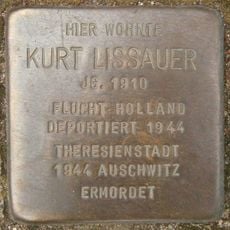 HIER WOHNTE
KURT LISSAUER
JG. 1910
FLUCHT HOLLAND
DEPORTIERT 1944
THERESIENSTADT
1944 AUSCHWITZ
ERMORDET